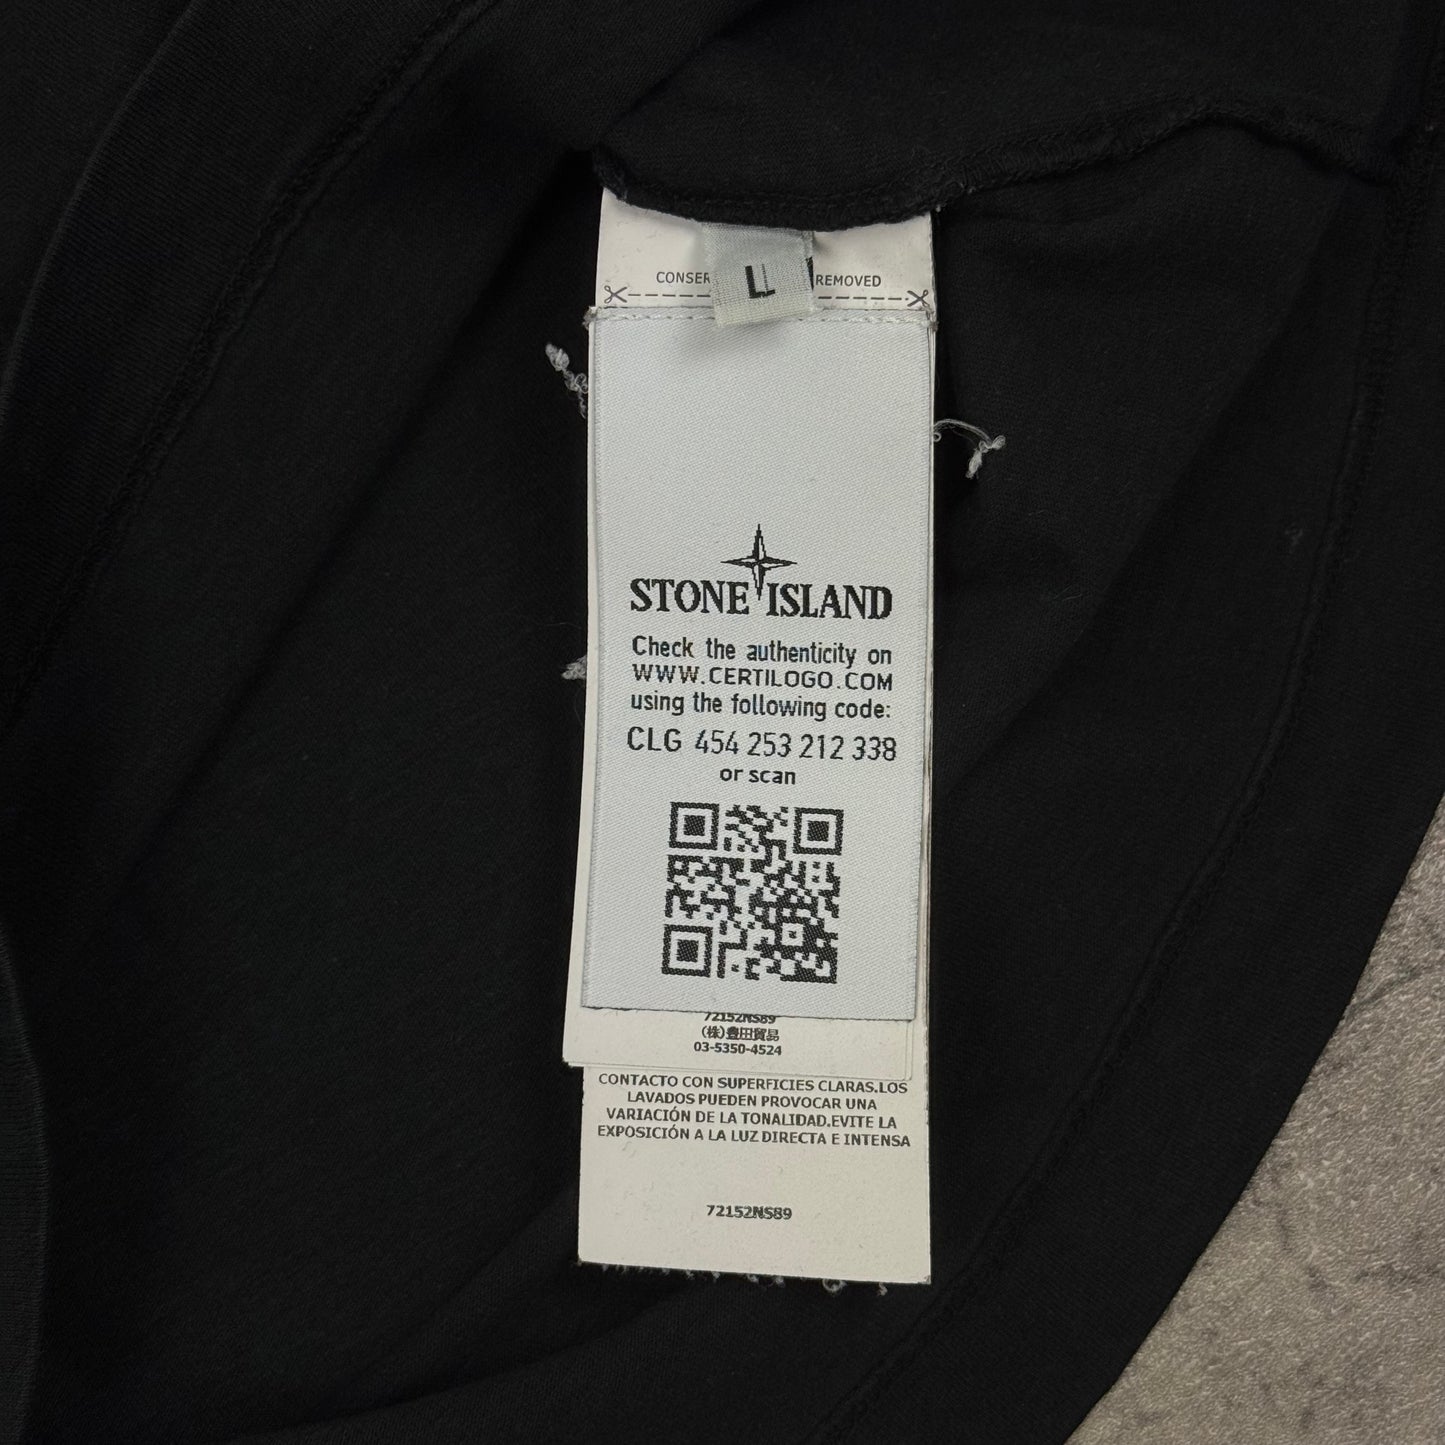 CONSER
REMOVED
L
STONE ISLAND
Check the authenticity on
WWW.CERTILOGO.COM
using the following code:
CLG 454 253 212 338
or scan
72152NS89
(株)豊田貿易
03-5350-4524
CONTACTO CON SUPERFICIES CLARAS.LOS
LAVADOS PUEDEN PROVOCAR UNA
VARIACIÓN DE LA TONALIDAD.EVITE LA
EXPOSICIÓN A LA LUZ DIRECTA E INTENSA
72152NS89